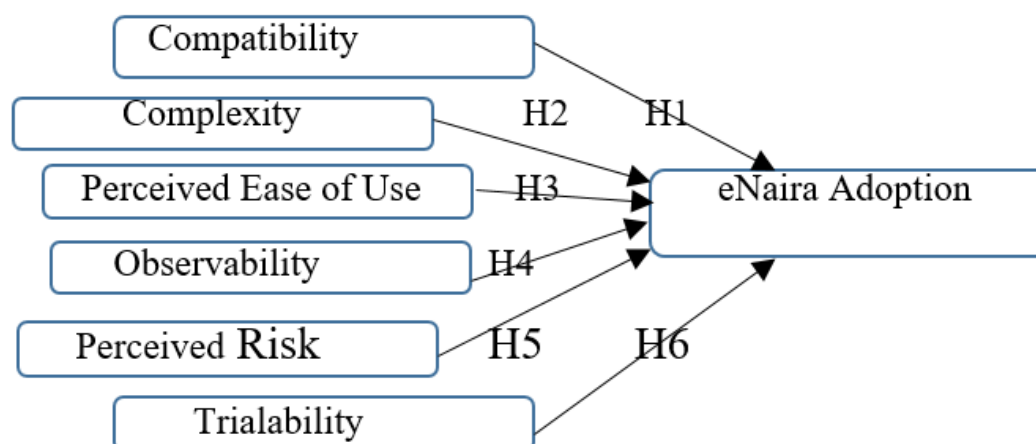 Compatibility
Complexity
H2
H1
Perceived Ease of Use
H3
eNaira Adoption
Observability
H4
Perceived Risk
H5
H6
Trialability